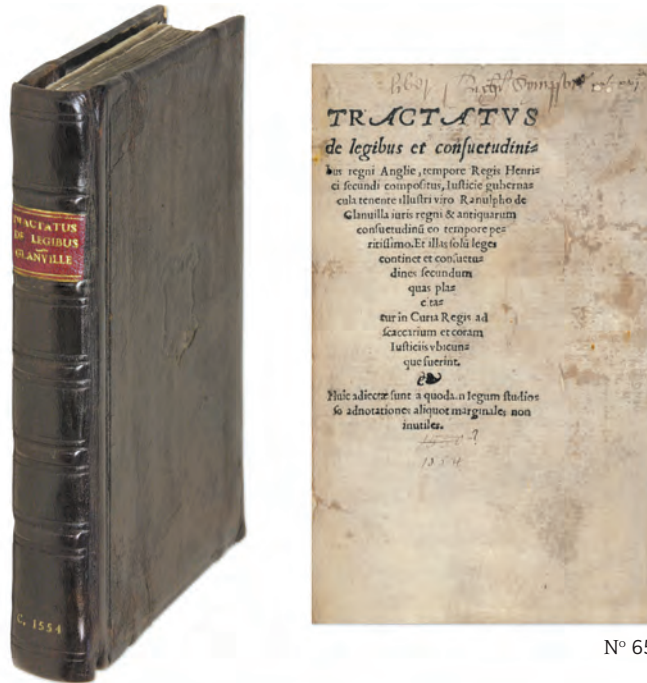 TRACTATUS
DE LEGIBUS
GLANVILLE
C. 1554
TRACTATVS
de legibus et consuetudini=
bus regni Anglie, tempore Regis Henri=
ci secundi compositus, Iusticie guberna=
cula tenente illustri viro Ranulpho de
Glanuilla iuris regni & antiquarum
consuetudinū eo tempore pe=
ritissimo. Et illas solū leges
continet et consuetu=
dines secundum
quas pla=
cita=
tur in Curia Regis ad
scaccarium et coram
Iusticiis vbicun=
que fuerint.
Huic adiectæ sunt a quodam legum studio=
so adnotationes aliquot marginales non
inutiles.
1554
Nº 65